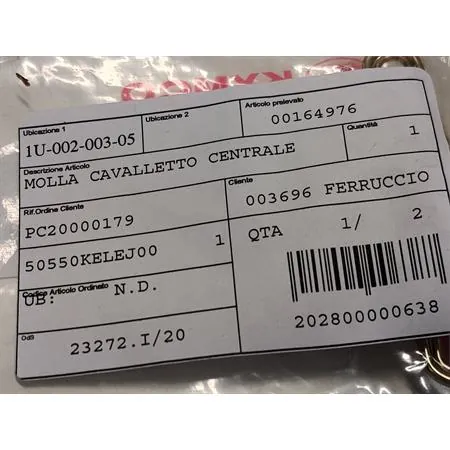 KYMCO
Ubicazione 1
1U-002-003-05
Ubicazione 2
Articolo prelevato
00164976
Descrizione Articolo
MOLLA CAVALLETTO CENTRALE
Quantità
1
Rif.Ordine Cliente
PC20000179
Cliente
003696 FERRUCCIO
50550KELEJ00 1
QTA 1/ 2
Codice Articolo Ordinato
UB: N.D.
OdS
23272.I/20
202800000638